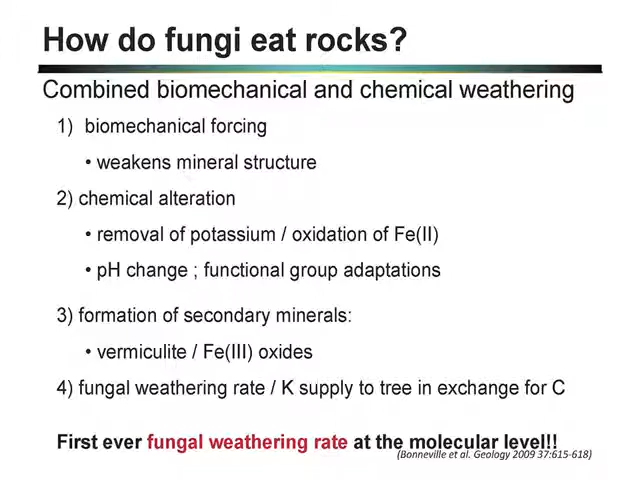 How do fungi eat rocks?
Combined biomechanical and chemical weathering
1) biomechanical forcing
• weakens mineral structure
2) chemical alteration
• removal of potassium / oxidation of Fe(II)
• pH change ; functional group adaptations
3) formation of secondary minerals:
• vermiculite / Fe(III) oxides
4) fungal weathering rate / K supply to tree in exchange for C
First ever fungal weathering rate at the molecular level!!
(Bonneville et al. Geology 2009 37:615-618)